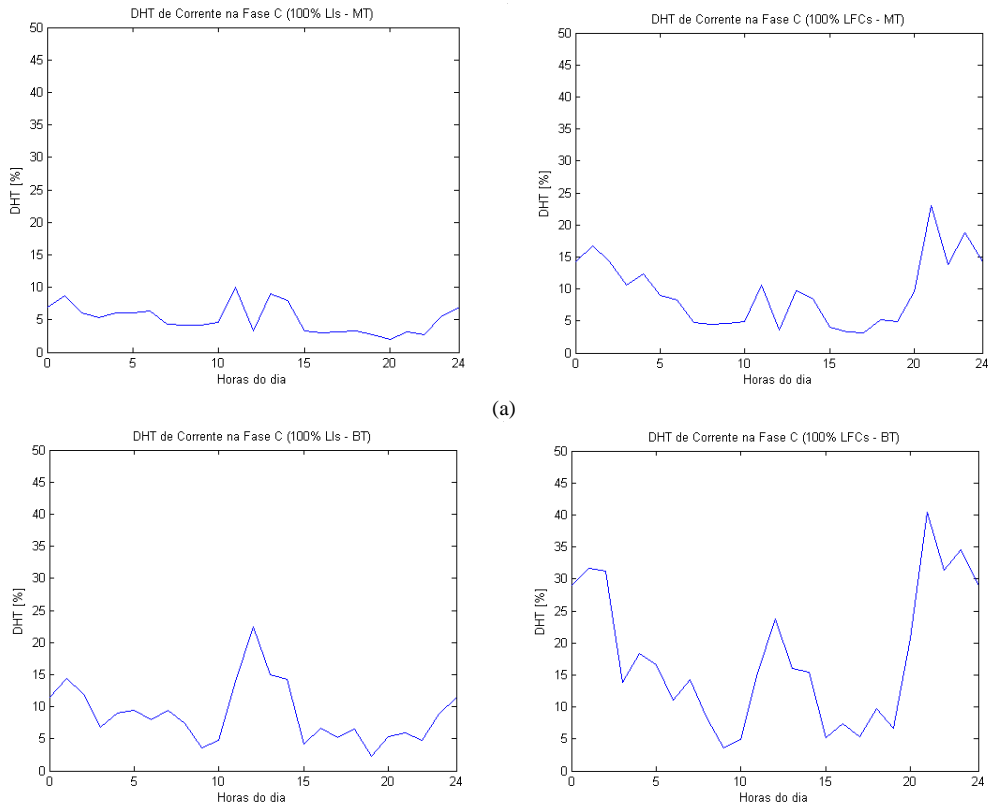 DHT de Corrente na Fase C (100% LIs - MT)
50
45
40
35
30
25
20
15
10
5
0
DHT [%]
0 5 10 15 20 24
Horas do dia
DHT de Corrente na Fase C (100% LFCs - MT)
50
45
40
35
30
25
20
15
10
5
0
DHT [%]
0 5 10 15 20 24
Horas do dia
(a)
DHT de Corrente na Fase C (100% LIs - BT)
50
45
40
35
30
25
20
15
10
5
0
DHT [%]
0 5 10 15 20 24
Horas do dia
DHT de Corrente na Fase C (100% LFCs - BT)
50
45
40
35
30
25
20
15
10
5
0
DHT [%]
0 5 10 15 20 24
Horas do dia